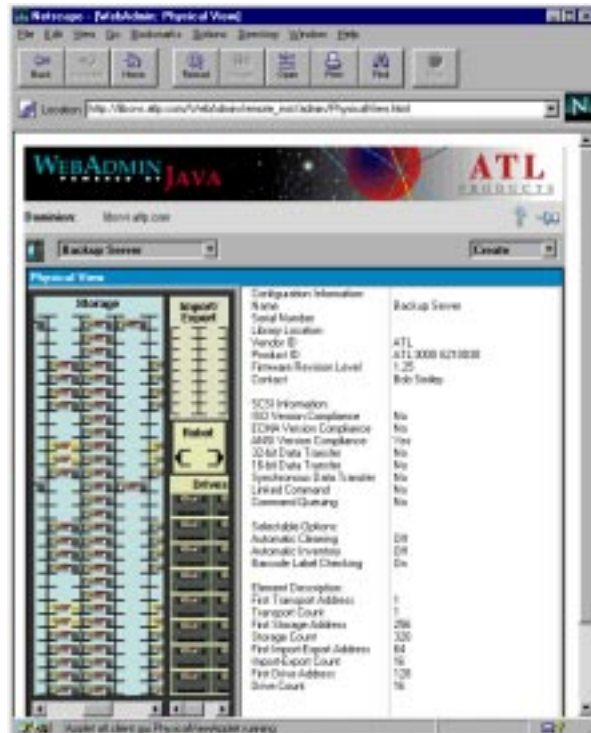 Netscape - [WebAdmin: Physical View]
File Edit View Go Bookmarks Options Directory Window Help
Back Home Reload Open Print Find
Location:
WEBADMIN
POWERED BY JAVA
ATL
PRODUCTS
Dominion:
Backup Server
Create
Physical View
Storage
Import/
Export
Robot
Drives
Configuration Information
Name Backup Server
Serial Number
Library Location
Vendor ID ATL
Product ID ATL
Firmware Revision Level 1.25
Contact Bob
SCSI Information:
ISO Version Compliance No
ECMA Version Compliance No
ANSI Version Compliance Yes
32-bit Data Transfer No
16-bit Data Transfer No
Synchronous Data Transfer No
Linked Command No
Command Queuing No
Selectable Options:
Automatic Cleaning Off
Automatic Inventory Off
Barcode Label Checking On
Element Description:
First Transport Address 1
Transport Count 1
First Storage Address 256
Storage Count 320
First Import-Export Address 64
Import-Export Count 16
First Drive Address 128
Drive Count 16
Applet running